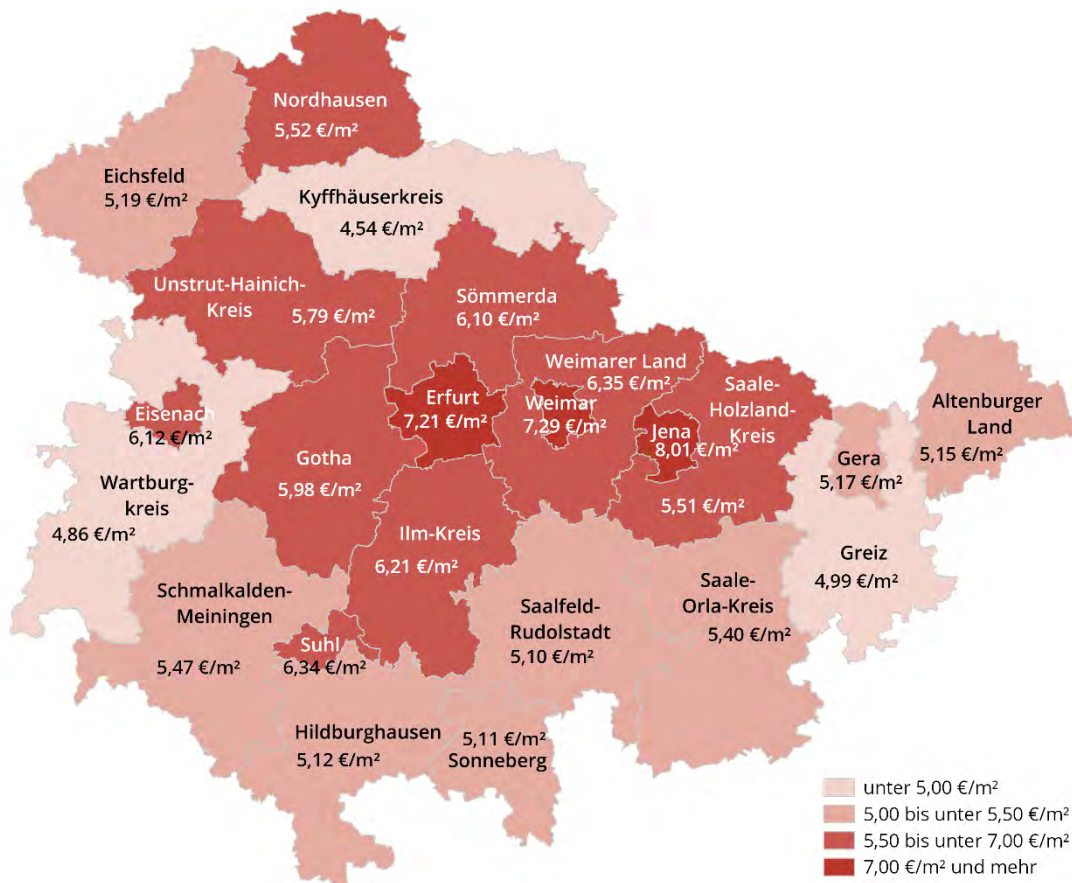 Nordhausen
5,52 €/m²
Eichsfeld
5,19 €/m²
Kyffhäuserkreis
4,54 €/m²
Unstrut-Hainich-
Kreis
5,79 €/m²
Sömmerda
6,10 €/m²
Weimarer Land
6,35 €/m²
Erfurt
7,21 €/m²
Weimar
7,29 €/m²
Jena
8,01 €/m²
Saale-
Holzland-
Kreis
5,51 €/m²
Altenburger
Land
5,15 €/m²
Gera
5,17 €/m²
Eisenach
6,12 €/m²
Wartburg-
kreis
4,86 €/m²
Gotha
5,98 €/m²
Ilm-Kreis
6,21 €/m²
Greiz
4,99 €/m²
Schmalkalden-
Meiningen
5,47 €/m²
Suhl
6,34 €/m²
Saalfeld-
Rudolstadt
5,10 €/m²
Saale-
Orla-Kreis
5,40 €/m²
Hildburghausen
5,12 €/m²
5,11 €/m²
Sonneberg
unter 5,00 €/m²
5,00 bis unter 5,50 €/m²
5,50 bis unter 7,00 €/m²
7,00 €/m² und mehr